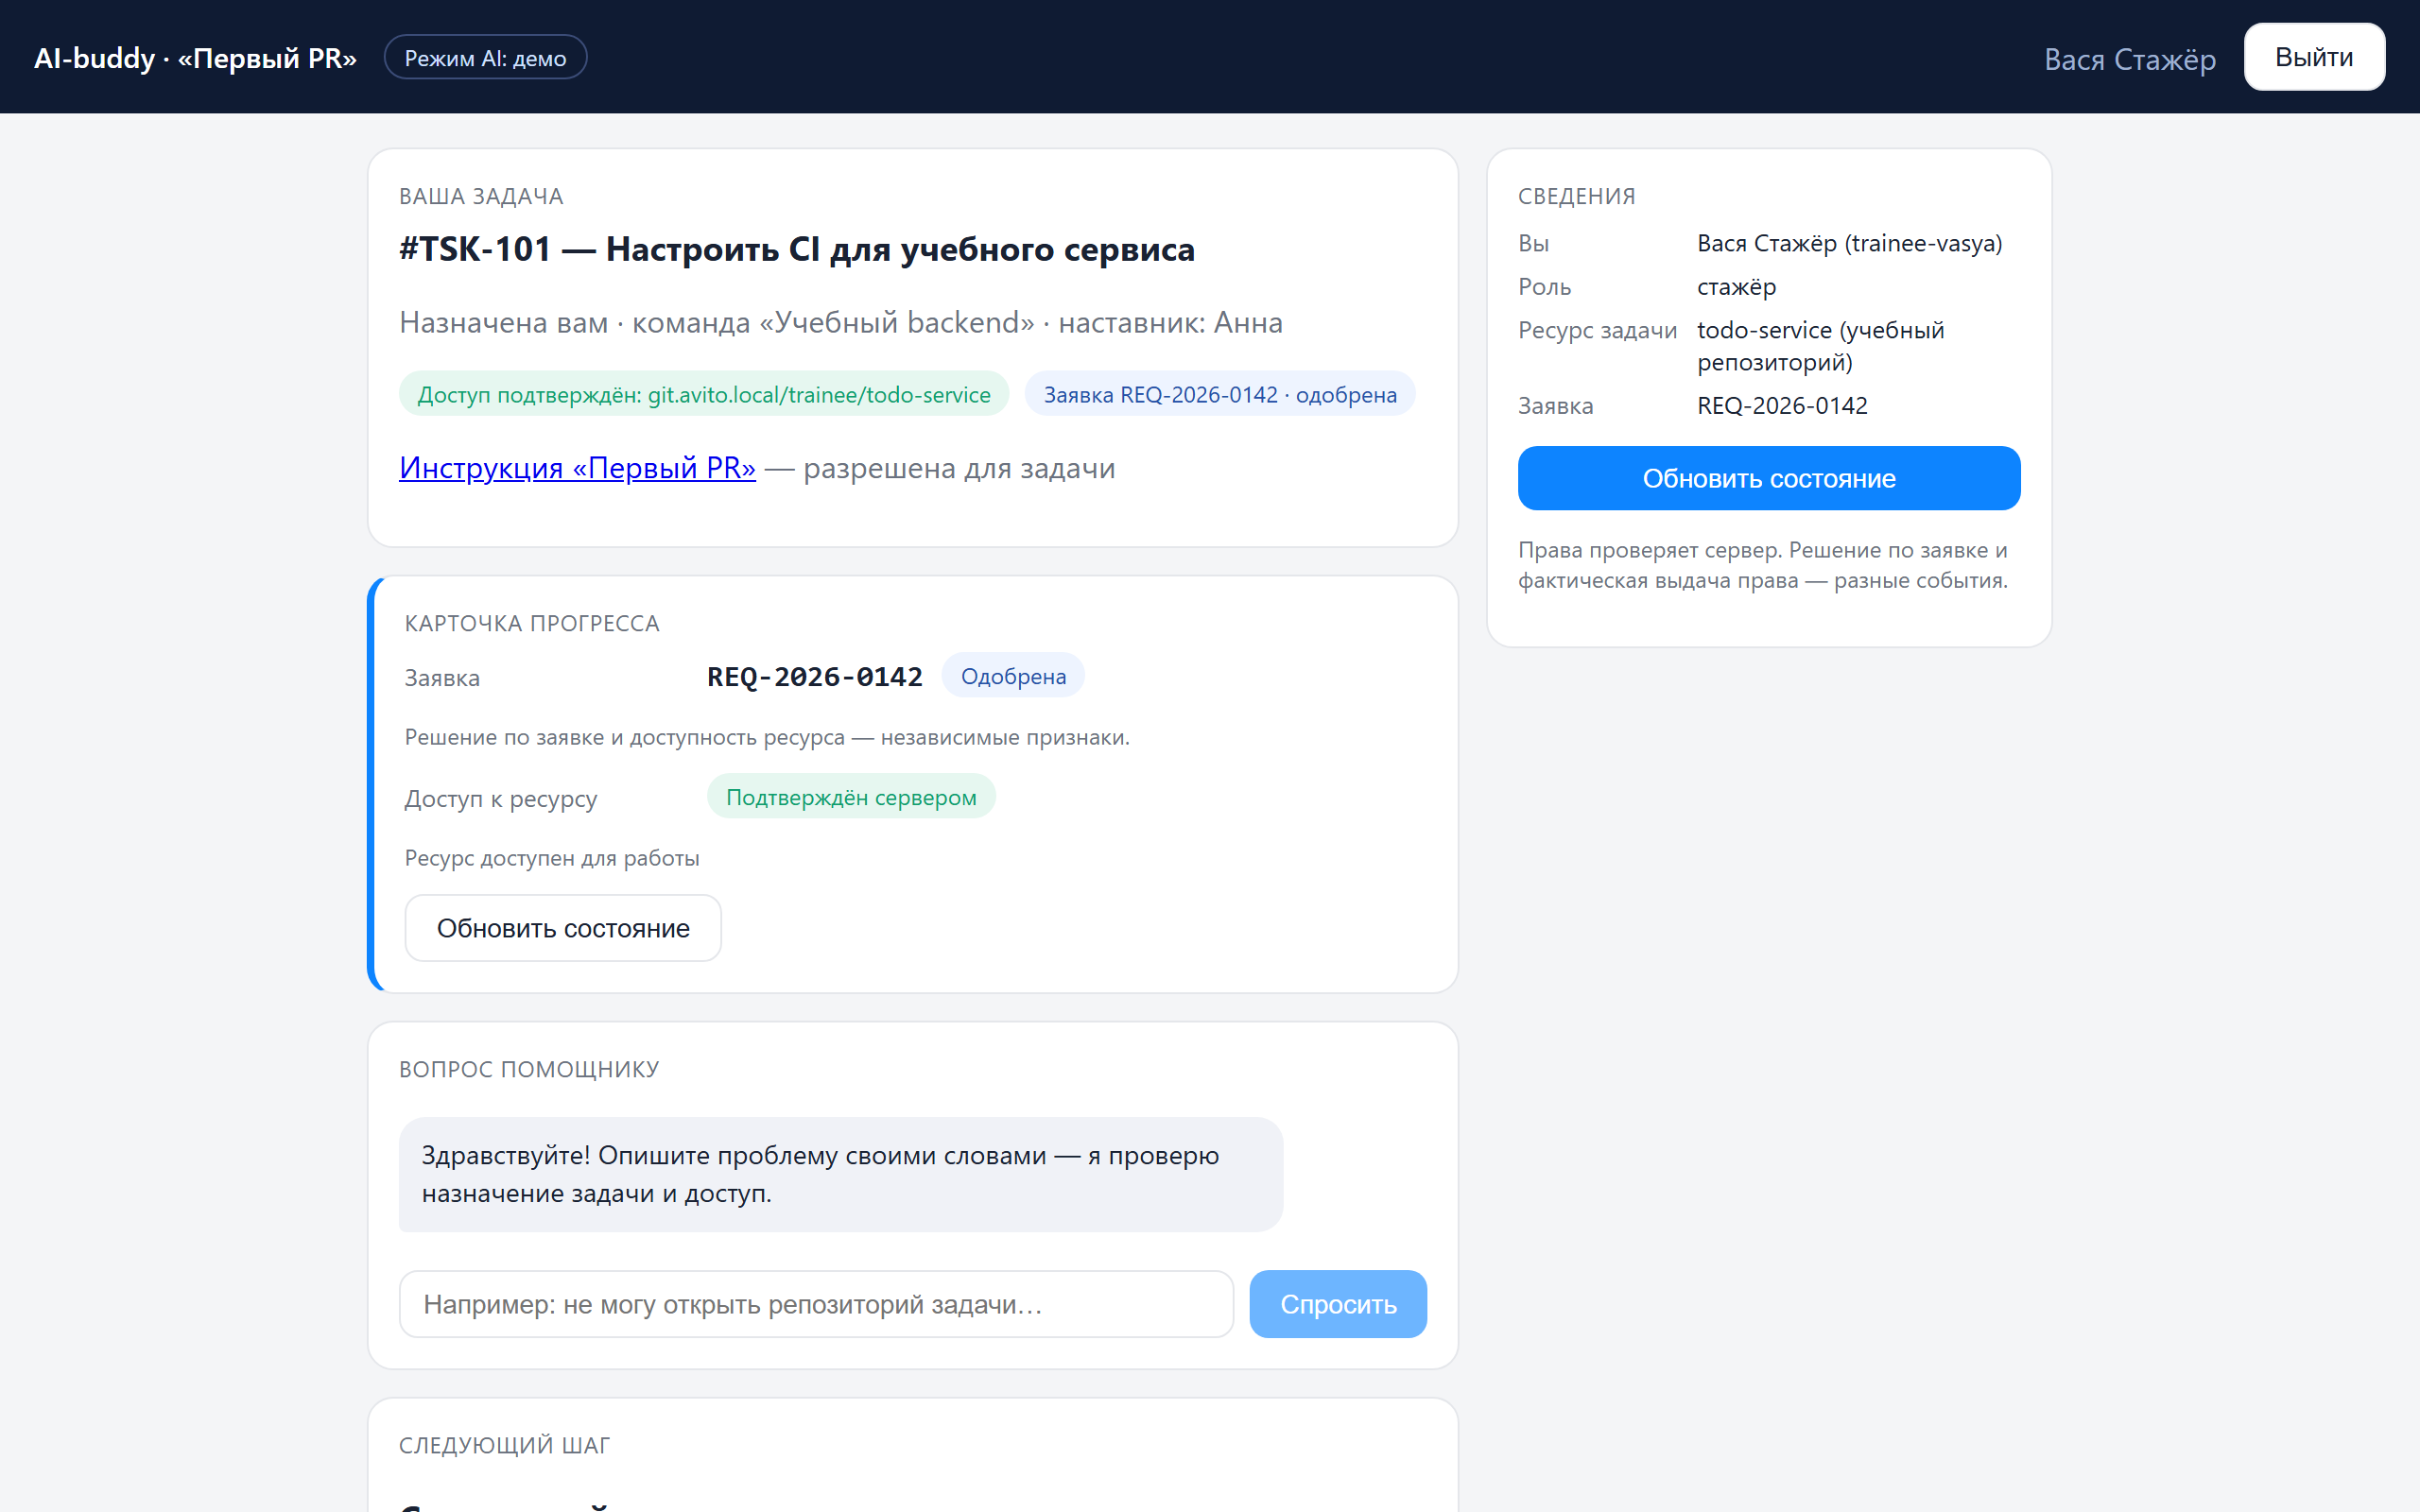 AI-buddy · «Первый PR»
Режим AI: демо
Вася Стажёр
Выйти
ВАША ЗАДАЧА
#TSK-101 — Настроить CI для учебного сервиса
Назначена вам · команда «Учебный backend» · наставник: Анна
Доступ подтверждён: git.avito.local/trainee/todo-service
Заявка REQ-2026-0142 · одобрена
Инструкция «Первый PR» — разрешена для задачи
КАРТОЧКА ПРОГРЕССА
Заявка
REQ-2026-0142
Одобрена
Решение по заявке и доступность ресурса — независимые признаки.
Доступ к ресурсу
Подтверждён сервером
Ресурс доступен для работы
Обновить состояние
ВОПРОС ПОМОЩНИКУ
Здравствуйте! Опишите проблему своими словами — я проверю
назначение задачи и доступ.
Например: не могу открыть репозиторий задачи…
Спросить
СЛЕДУЮЩИЙ ШАГ
СВЕДЕНИЯ
Вы
Вася Стажёр (trainee-vasya)
Роль
стажёр
Ресурс задачи
todo-service (учебный
репозиторий)
Заявка
REQ-2026-0142
Обновить состояние
Права проверяет сервер. Решение по заявке и
фактическая выдача права — разные события.